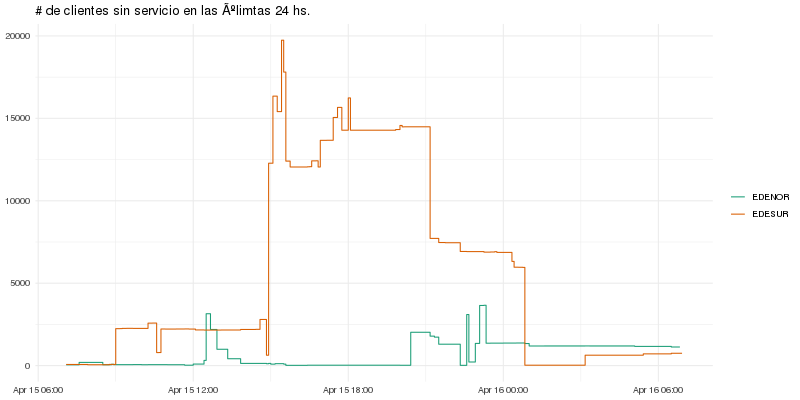 # de clientes sin servicio en las Ãºlimtas 24 hs.
20000
15000
10000
5000
0
EDENOR
EDESUR
Apr 15 06:00
Apr 15 12:00
Apr 15 18:00
Apr 16 00:00
Apr 16 06:00